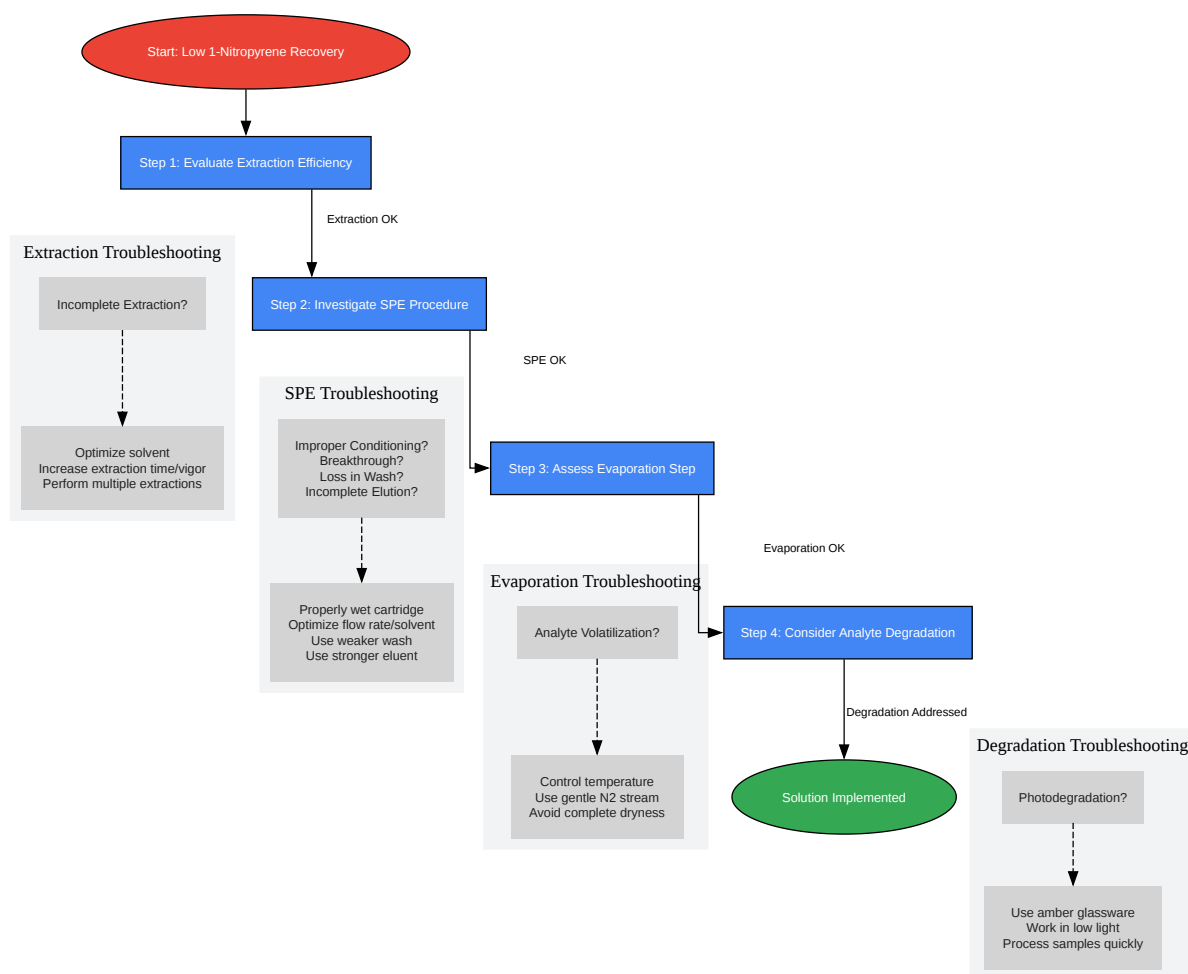 Start: Low 1-Nitropyrene Recovery
Step 1: Evaluate Extraction Efficiency
Extraction OK
Extraction Troubleshooting
Incomplete Extraction?
Optimize solvent
Increase extraction time/vigor
Perform multiple extractions
Step 2: Investigate SPE Procedure
SPE OK
SPE Troubleshooting
Improper Conditioning?
Breakthrough?
Loss in Wash?
Incomplete Elution?
Properly wet cartridge
Optimize flow rate/solvent
Use weaker wash
Use stronger eluent
Step 3: Assess Evaporation Step
Evaporation OK
Evaporation Troubleshooting
Analyte Volatilization?
Control temperature
Use gentle N2 stream
Avoid complete dryness
Step 4: Consider Analyte Degradation
Degradation Addressed
Solution Implemented
Degradation Troubleshooting
Photodegradation?
Use amber glassware
Work in low light
Process samples quickly